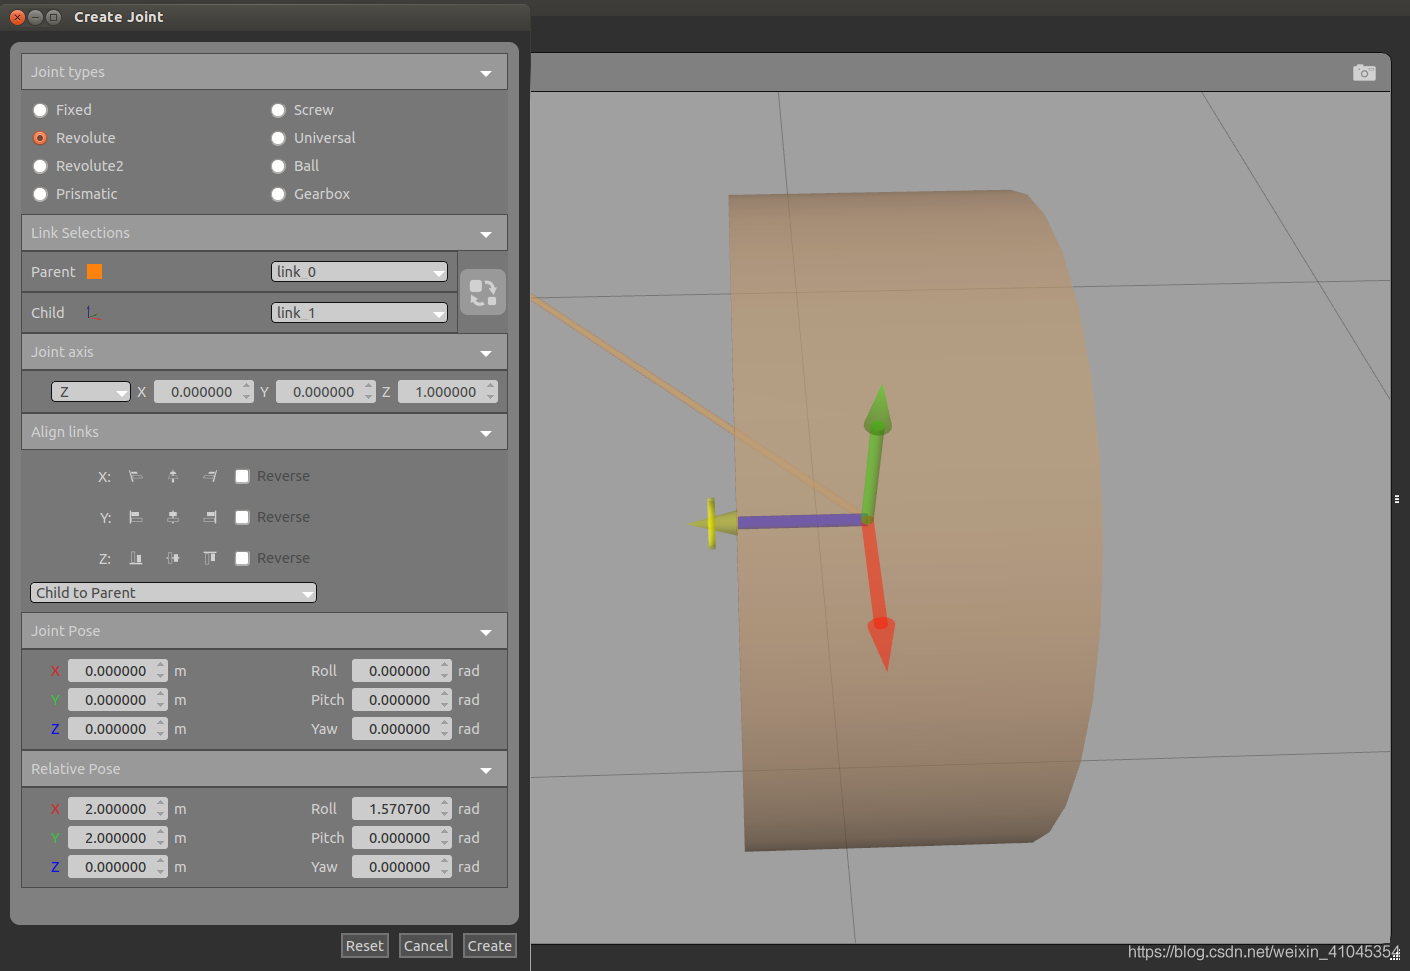 Create Joint
Joint types
Fixed Screw
Revolute Universal
Revolute2 Ball
Prismatic Gearbox
Link Selections
Parent link_0
Child link_1
Joint axis
Z X 0.000000 Y 0.000000 Z 1.000000
Align links
X: Reverse
Y: Reverse
Z: Reverse
Child to Parent
Joint Pose
X 0.000000 m Roll 0.000000 rad
Y 0.000000 m Pitch 0.000000 rad
Z 0.000000 m Yaw 0.000000 rad
Relative Pose
X 2.000000 m Roll 1.570700 rad
Y 2.000000 m Pitch 0.000000 rad
Z 0.000000 m Yaw 0.000000 rad
Reset Cancel Create
https://blog.csdn.net/weixin_41045354